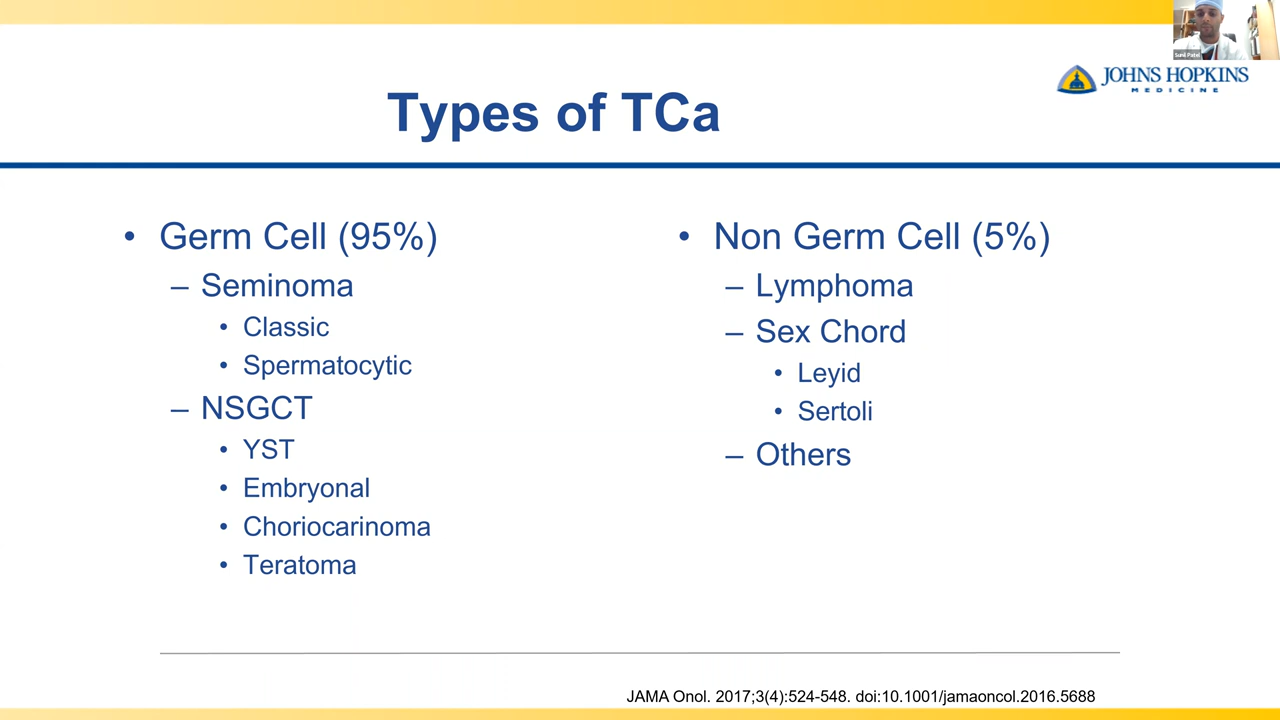 Sunil Patel
JOHNS HOPKINS
MEDICINE
Types of TCa
• Germ Cell (95%)
– Seminoma
• Classic
• Spermatocytic
– NSGCT
• YST
• Embryonal
• Choriocarinoma
• Teratoma
• Non Germ Cell (5%)
– Lymphoma
– Sex Chord
• Leyid
• Sertoli
– Others
JAMA Onol. 2017;3(4):524-548. doi:10.1001/jamaoncol.2016.5688